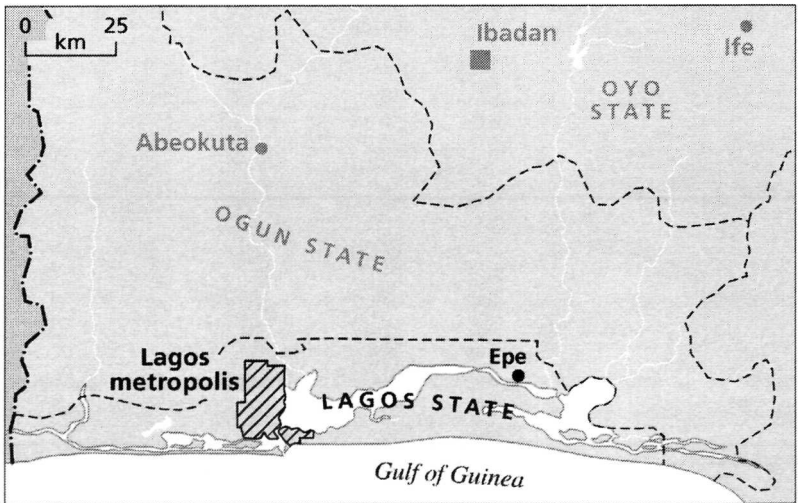 0 25
km
Ibadan
Ife
OYO
STATE
Abeokuta
OGUN STATE
Lagos
metropolis
Epe
LAGOS STATE
Gulf of Guinea